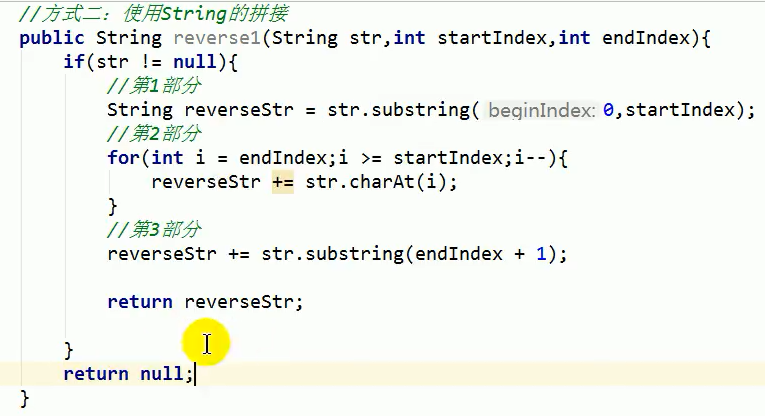 //方式二：使用String的拼接
public String reverse1(String str,int startIndex,int endIndex){
    if(str != null){
        //第1部分
        String reverseStr = str.substring( beginIndex: 0,startIndex);
        //第2部分
        for(int i = endIndex;i >= startIndex;i--){
            reverseStr += str.charAt(i);
        }
        //第3部分
        reverseStr += str.substring(endIndex + 1);
        return reverseStr;
    }
    return null;
}